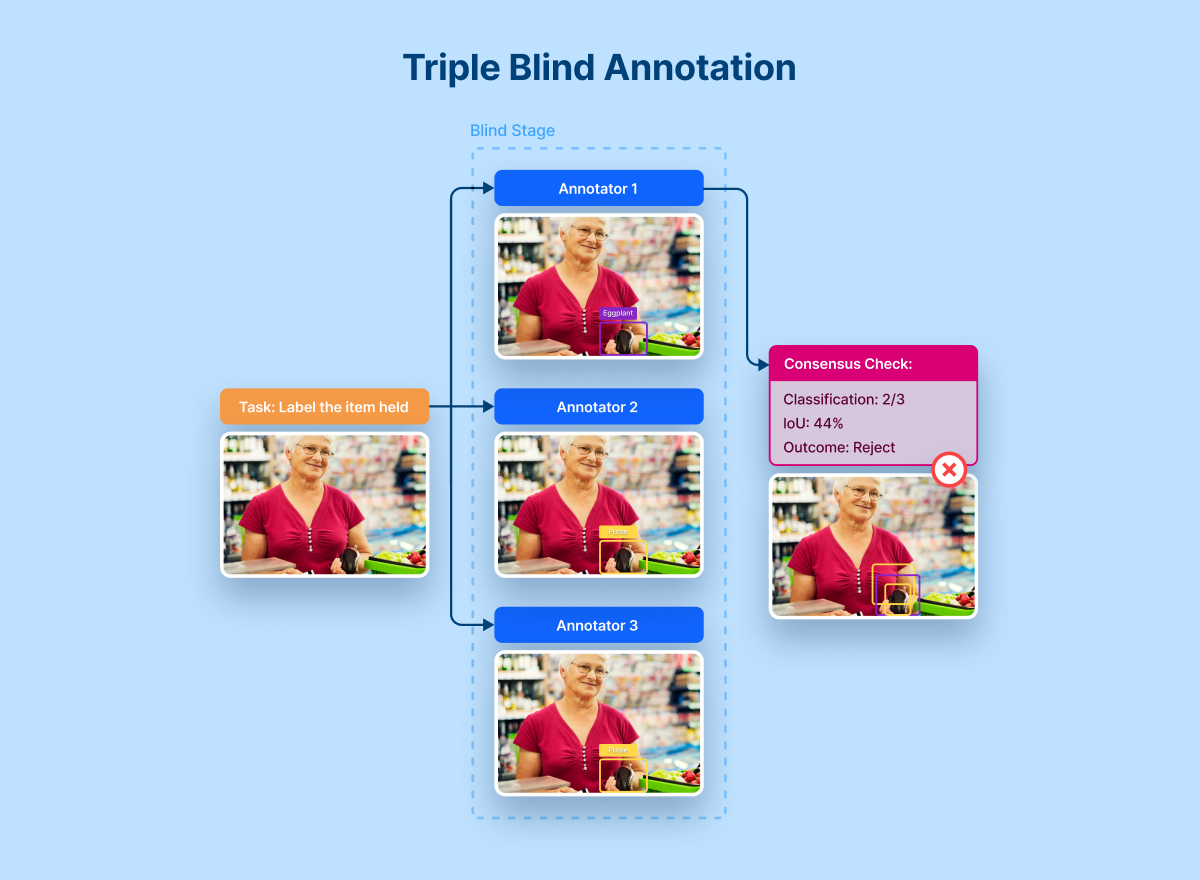 Triple Blind Annotation
Blind Stage
Annotator 1
Eggplant
Task: Label the item held
Annotator 2
Purse
Annotator 3
Purse
Consensus Check:
Classification: 2/3
IoU: 44%
Outcome: Reject